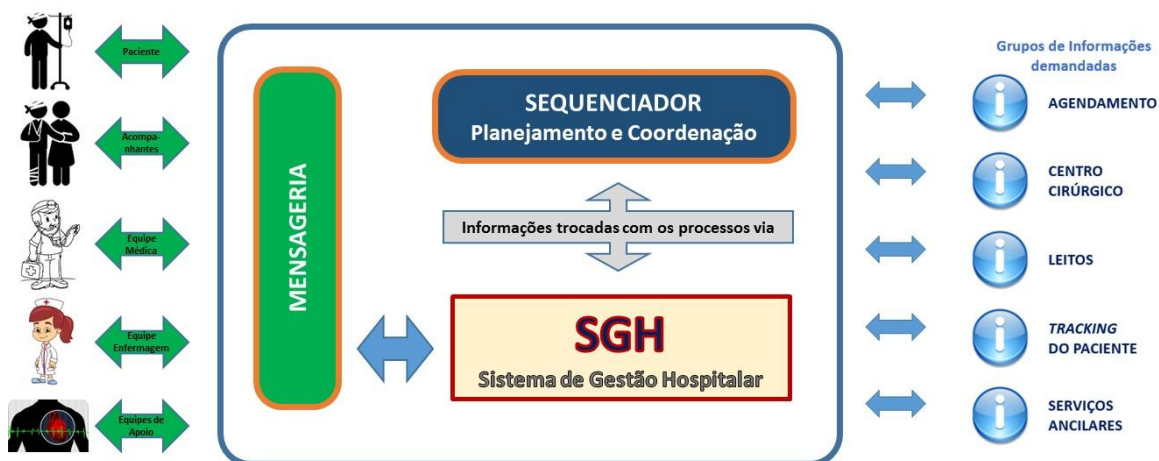 Paciente
Acompa-
nhantes
Equipe
Médica
Equipe
Enfermagem
Equipes de
Apoio
MENSAGERIA
SEQUENCIADOR
Planejamento e Coordenação
Informações trocadas com os processos via
SGH
Sistema de Gestão Hospitalar
Grupos de Informações
demandadas
AGENDAMENTO
CENTRO
CIRÚRGICO
LEITOS
TRACKING
DO PACIENTE
SERVIÇOS
ANCILARES